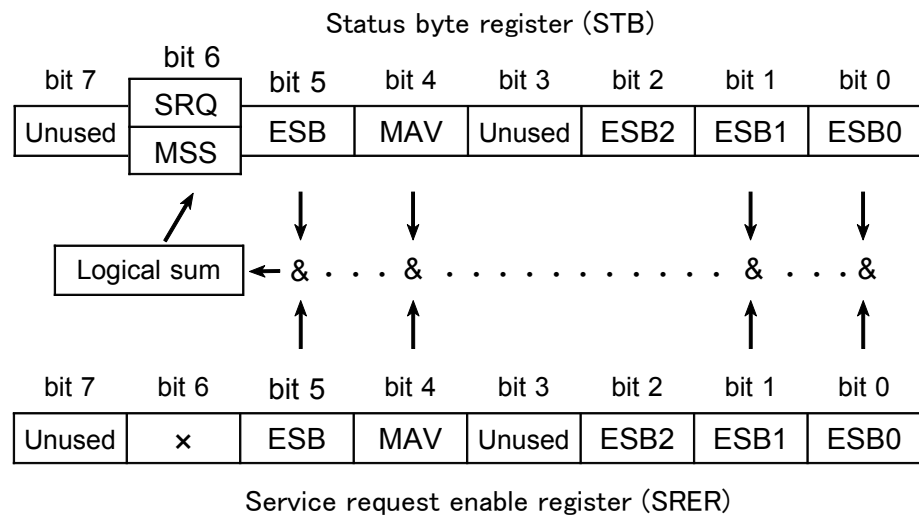 Status byte register (STB)
bit 7 bit 6 bit 5 bit 4 bit 3 bit 2 bit 1 bit 0
Unused SRQ MSS ESB MAV Unused ESB2 ESB1 ESB0
Logical sum & . . . & . . . . . . . . . . . . & . . . &
bit 7 bit 6 bit 5 bit 4 bit 3 bit 2 bit 1 bit 0
Unused × ESB MAV Unused ESB2 ESB1 ESB0
Service request enable register (SRER)